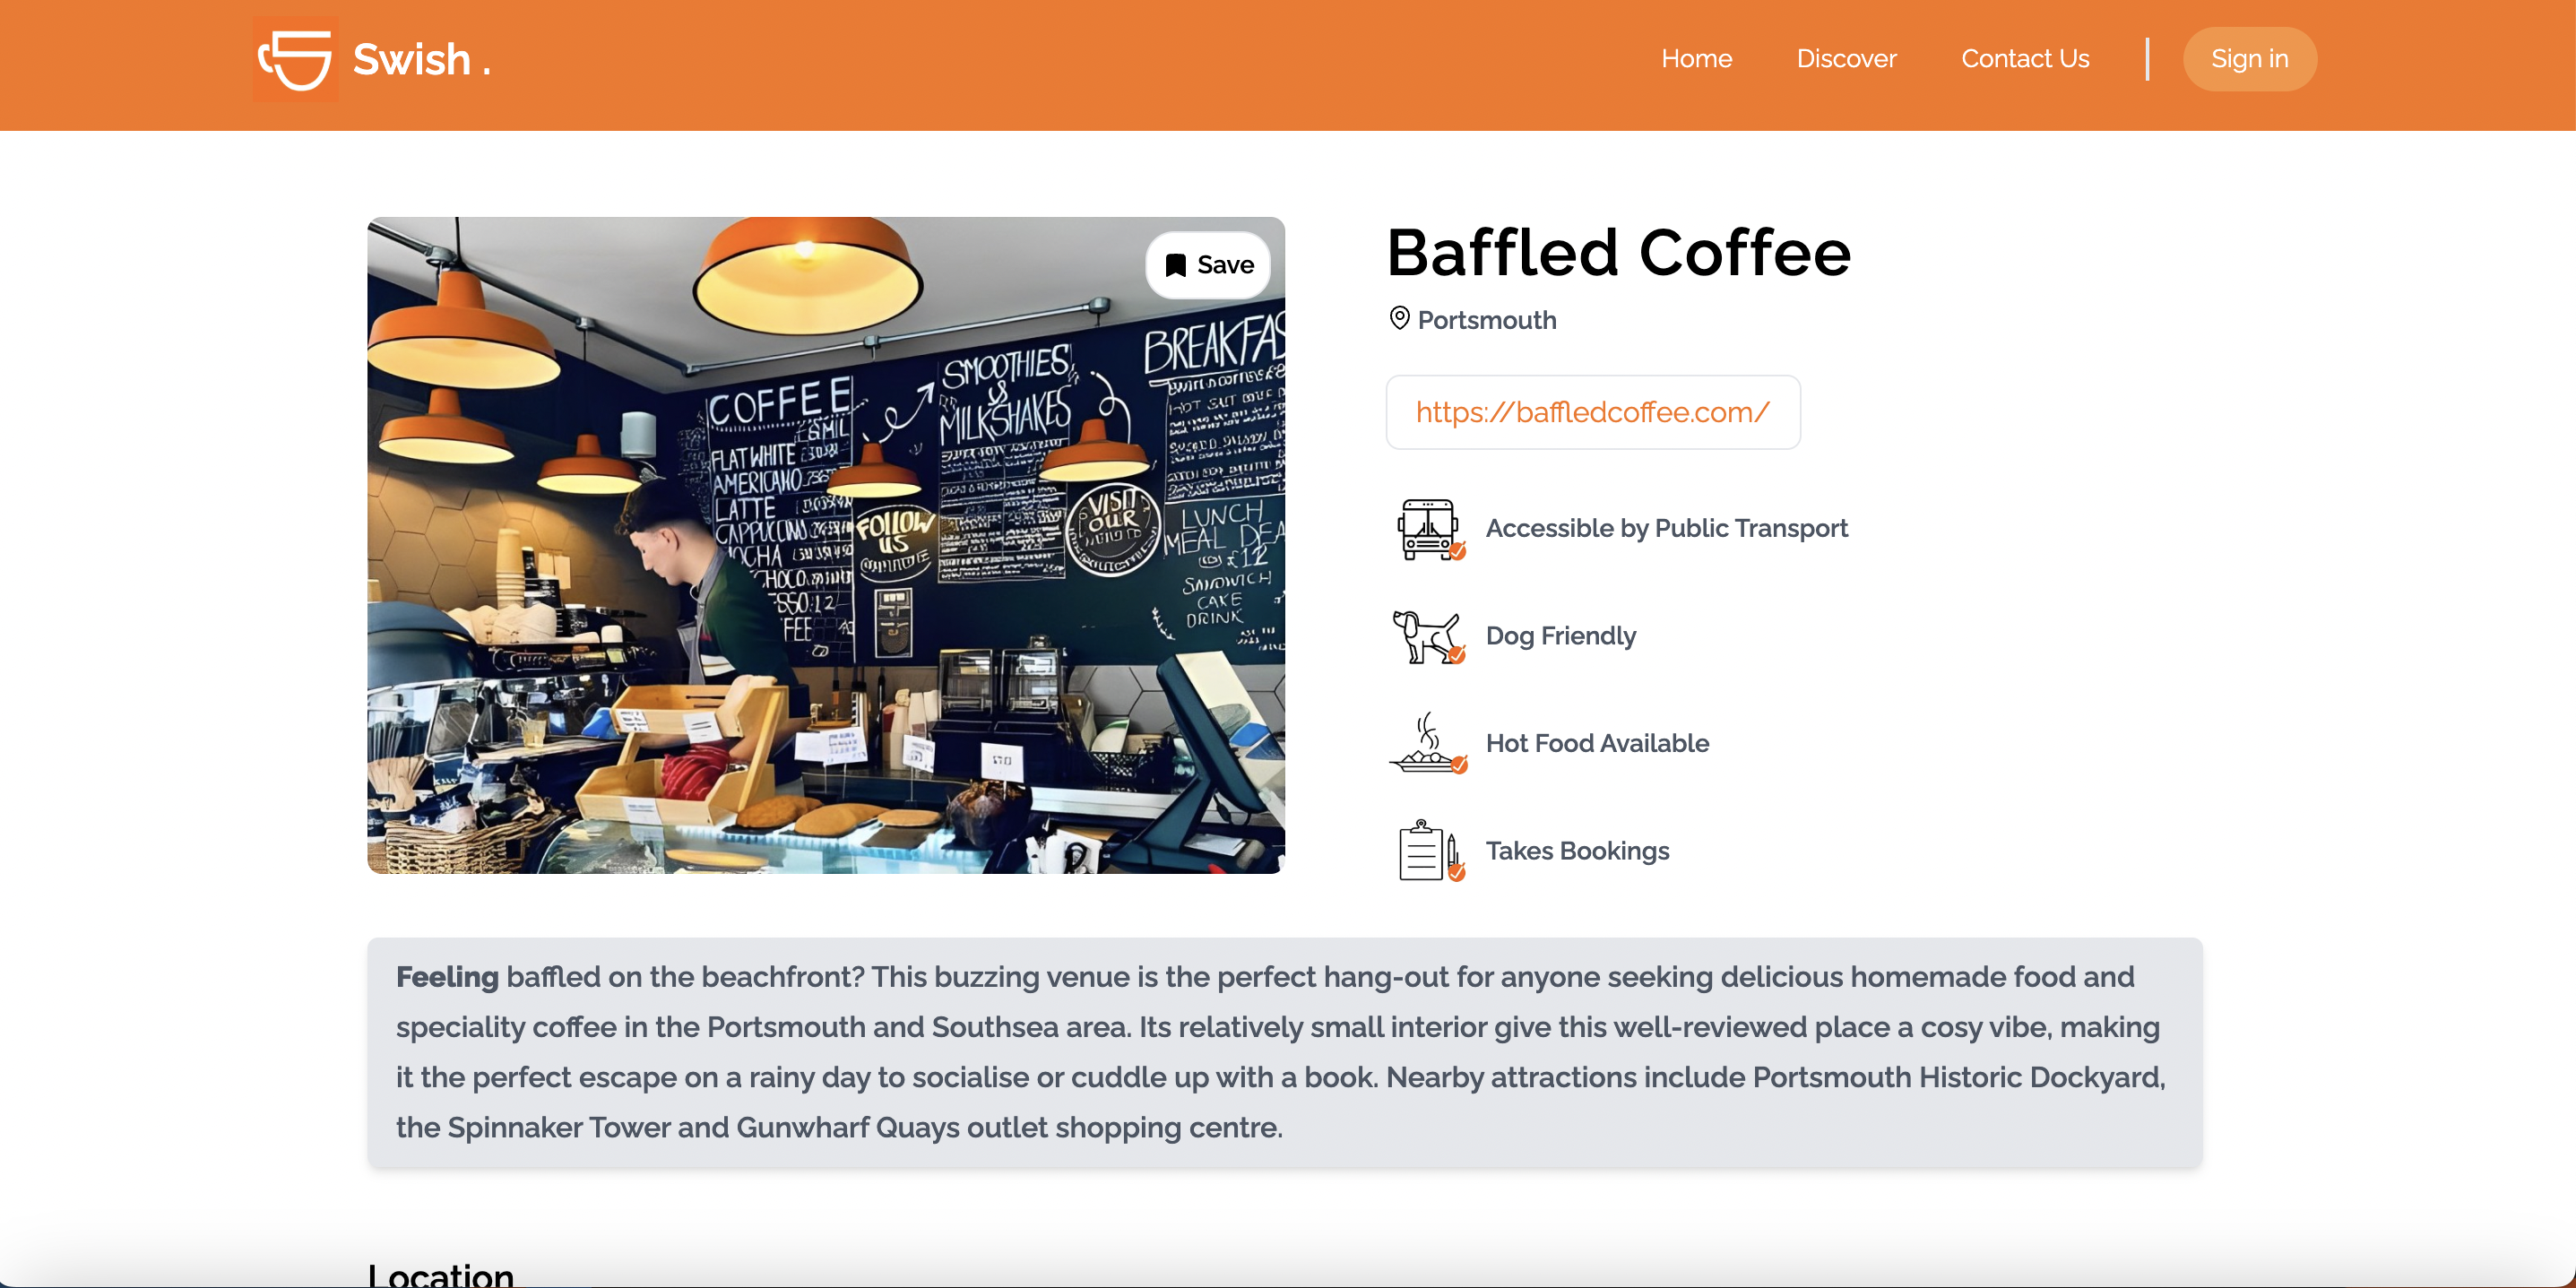 Swish .
Home
Discover
Contact Us
Sign in
Save
COFFEE
FLAT WHITE
AMERICANO
LATTE
CAPPUCCINO
SMOOTHIES
&
MILKSHAKES
BREAKFAS
FOLLOW
US
VISIT
OUR
LUNCH
MEAL DEA
£12
SANDWICH
CAKE
DRINK
Baffled Coffee
Portsmouth
https://baffledcoffee.com/
Accessible by Public Transport
Dog Friendly
Hot Food Available
Takes Bookings
Feeling baffled on the beachfront? This buzzing venue is the perfect hang-out for anyone seeking delicious homemade food and
speciality coffee in the Portsmouth and Southsea area. Its relatively small interior give this well-reviewed place a cosy vibe, making
it the perfect escape on a rainy day to socialise or cuddle up with a book. Nearby attractions include Portsmouth Historic Dockyard,
the Spinnaker Tower and Gunwharf Quays outlet shopping centre.
Location